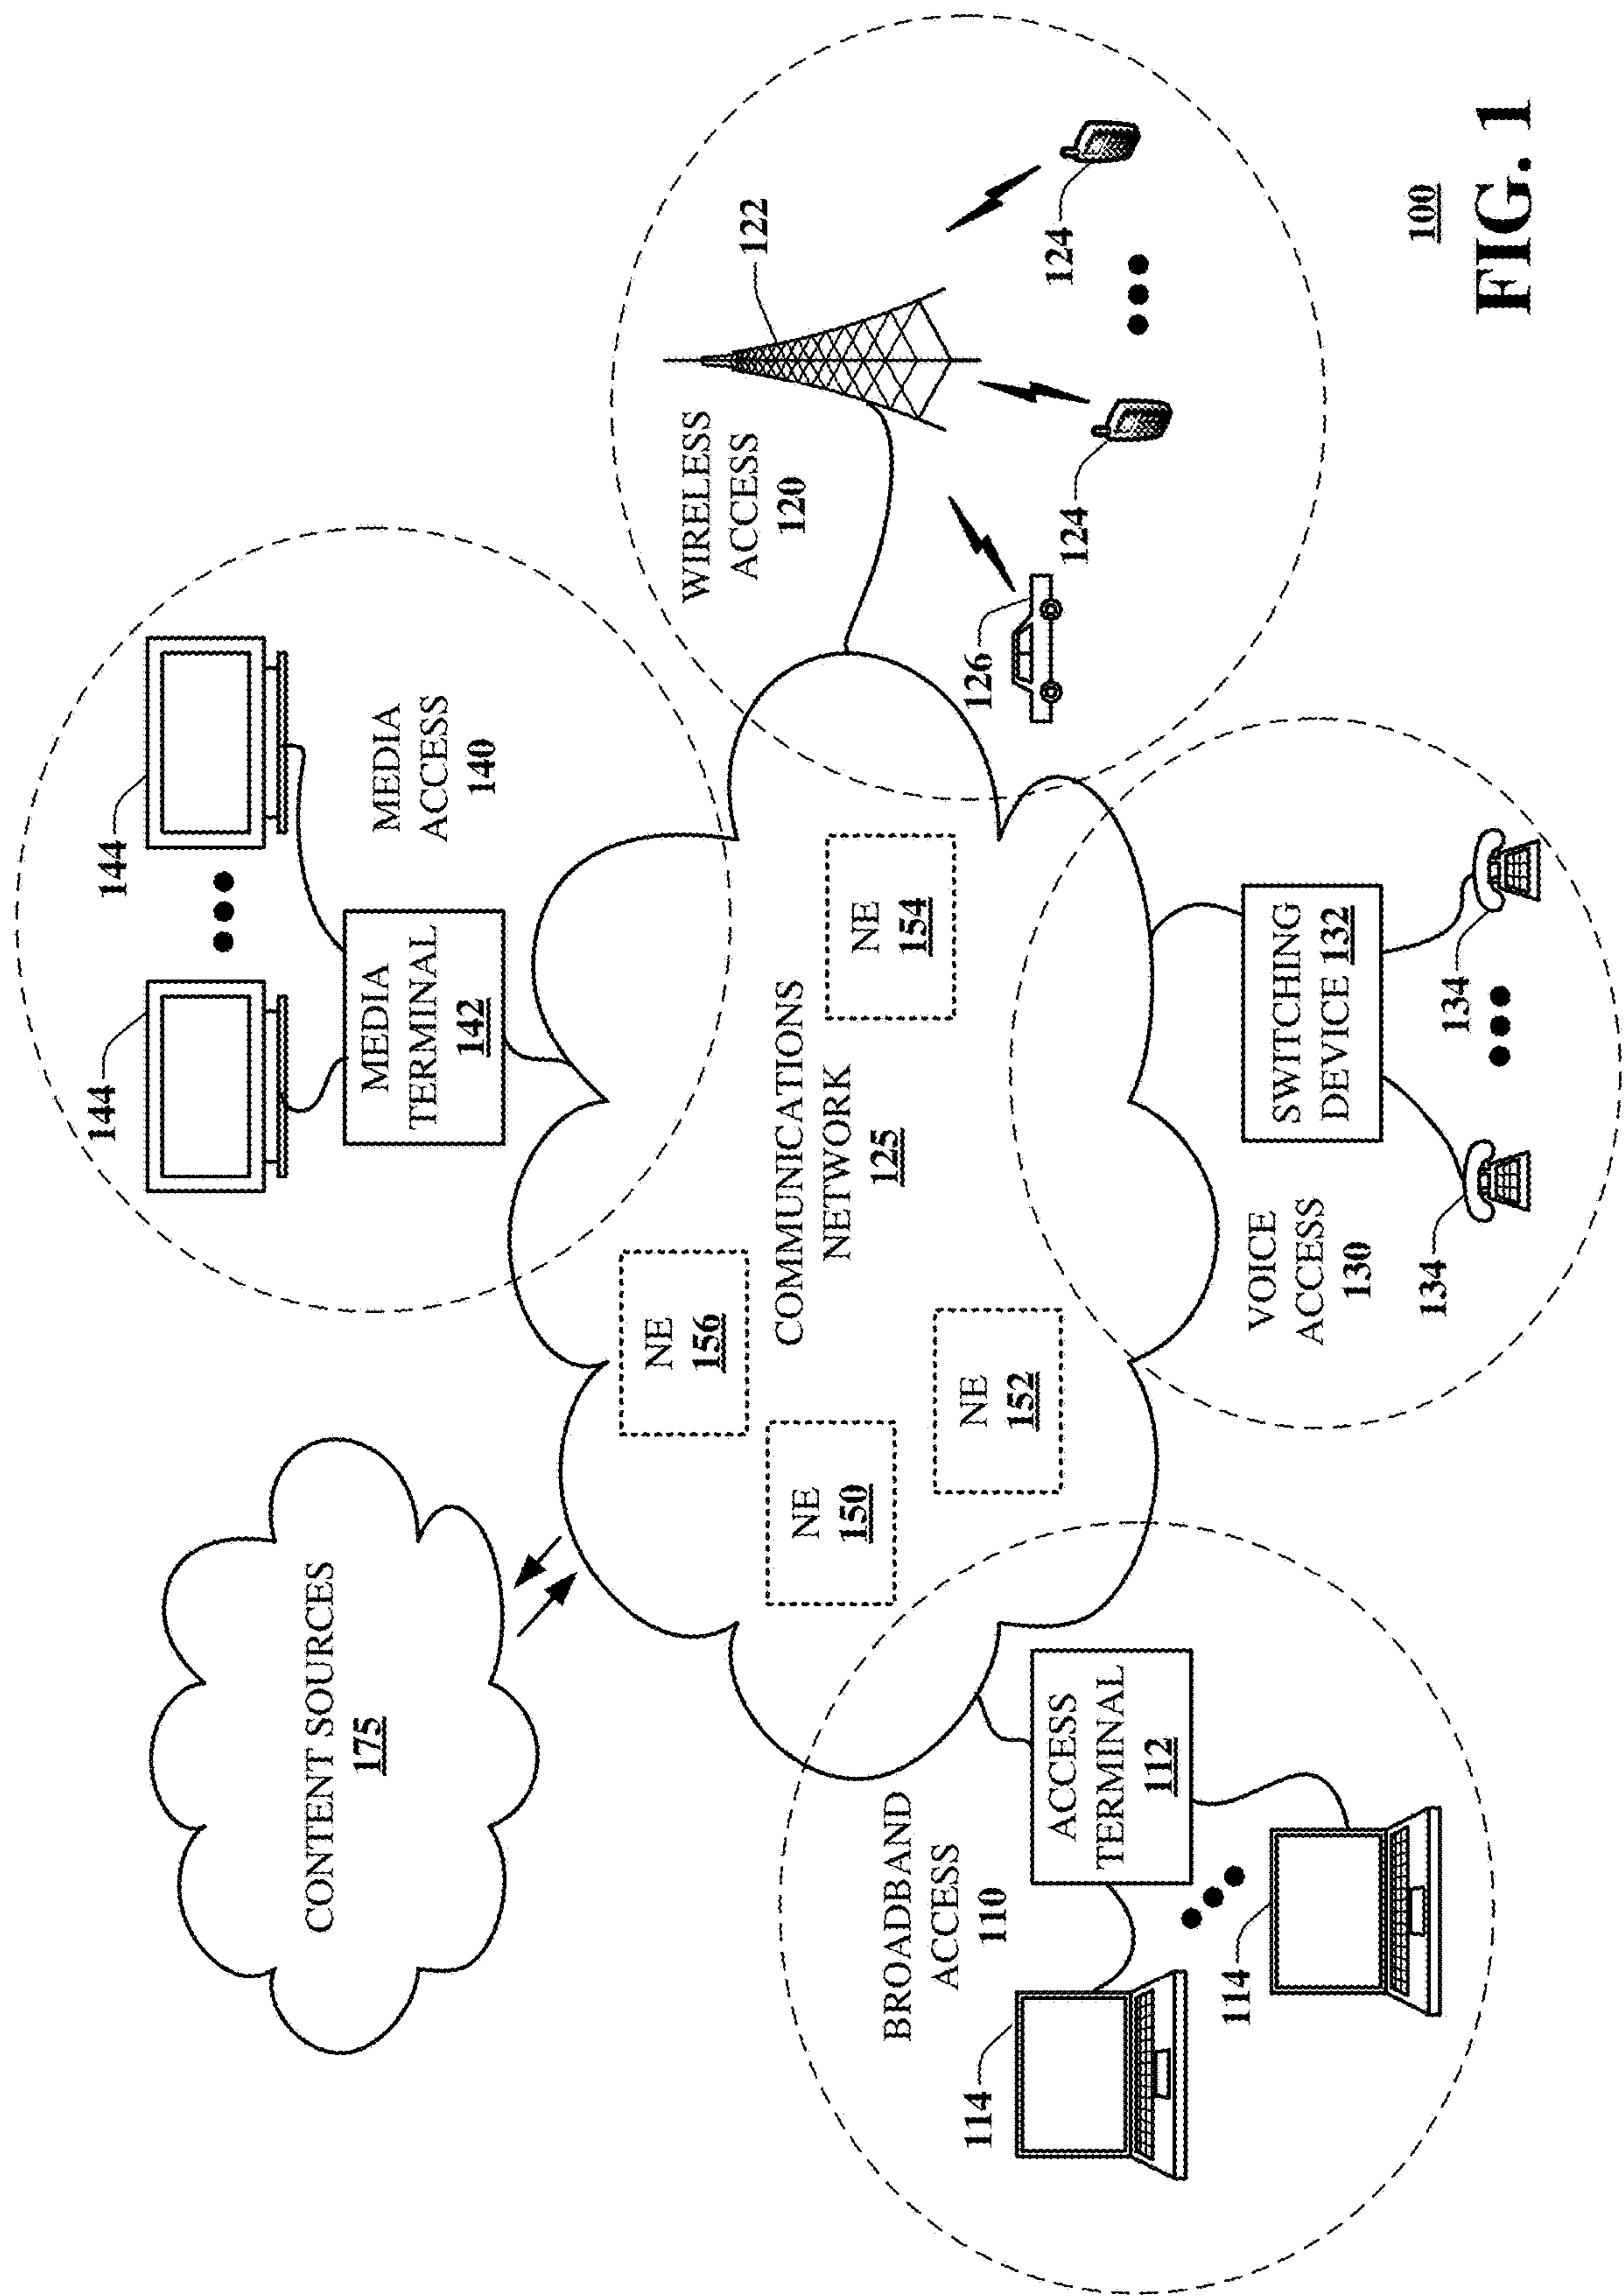 CONTENT SOURCES
175
144
144
MEDIA
TERMINAL
142
MEDIA
ACCESS
140
NE
156
NE
150
NE
152
COMMUNICATIONS
NETWORK
125
NE
154
WIRELESS
ACCESS
120
122
126
124
124
BROADBAND
ACCESS
110
ACCESS
TERMINAL
112
114
114
VOICE
ACCESS
130
SWITCHING
DEVICE 132
134
134
100
FIG. 1